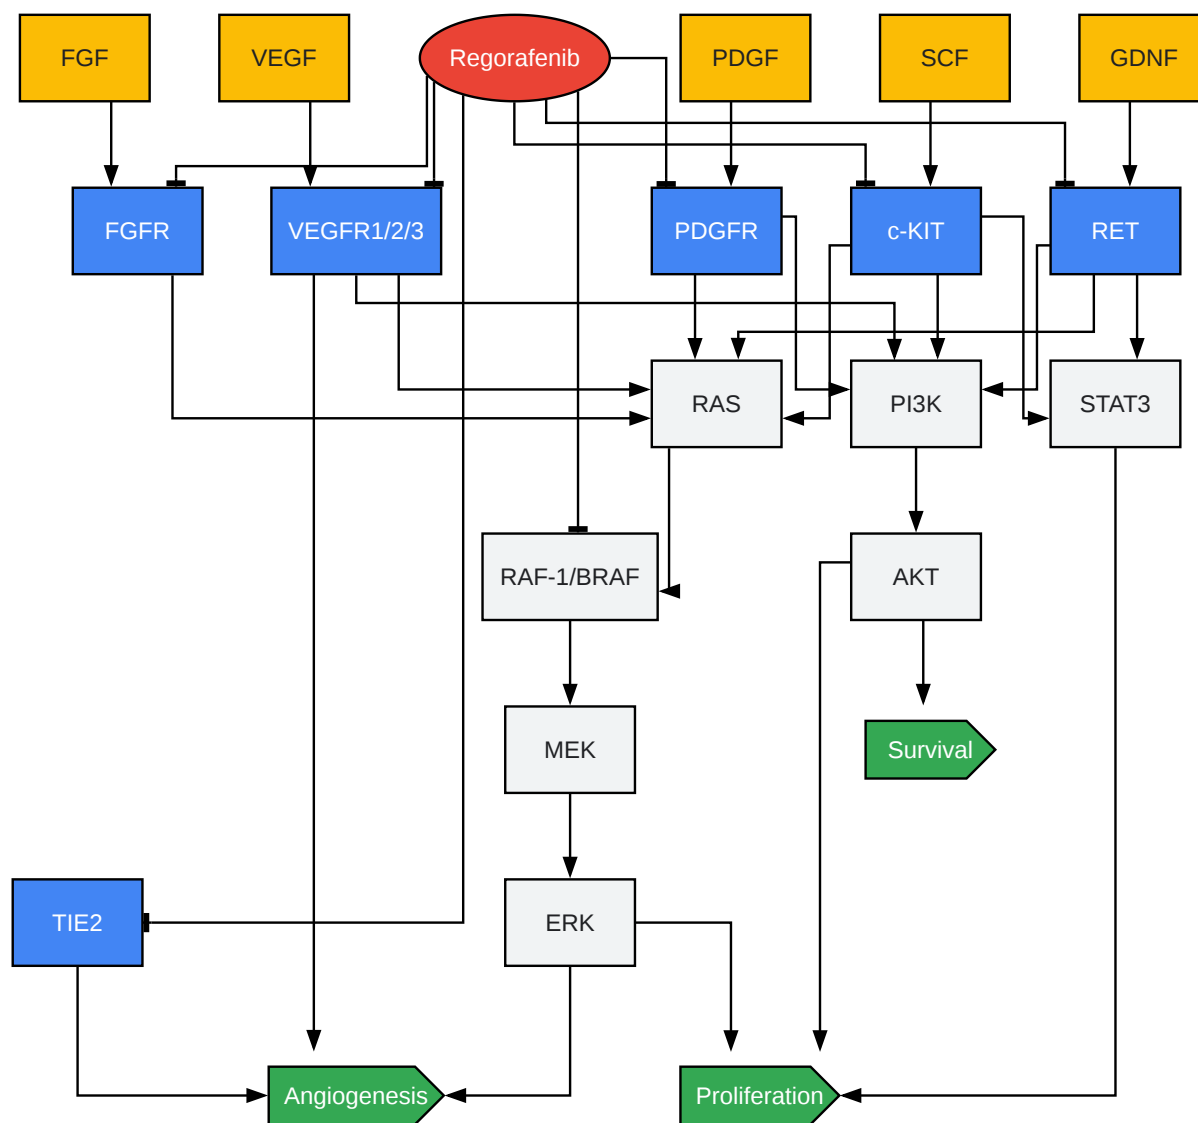 FGF
VEGF
Regorafenib
PDGF
SCF
GDNF
FGFR
VEGFR1/2/3
PDGFR
c-KIT
RET
RAS
PI3K
STAT3
RAF-1/BRAF
AKT
MEK
Survival
TIE2
ERK
Angiogenesis
Proliferation